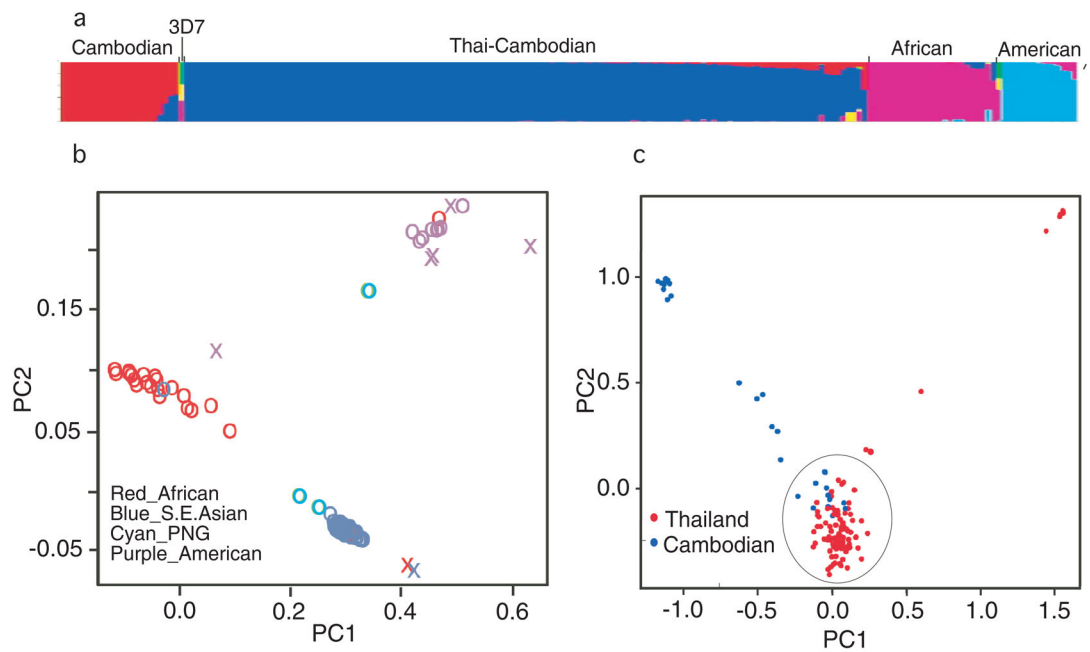 a
3D7
Cambodian
Thai-Cambodian
African
American
b
c
PC2
0.15
0.05
-0.05
Red_African
Blue_S.E.Asian
Cyan_PNG
Purple_American
0.0
0.2
0.4
0.6
PC1
PC2
1.0
0.5
0.0
Thailand
Cambodian
-1.0
-0.5
0.0
0.5
1.0
1.5
PC1